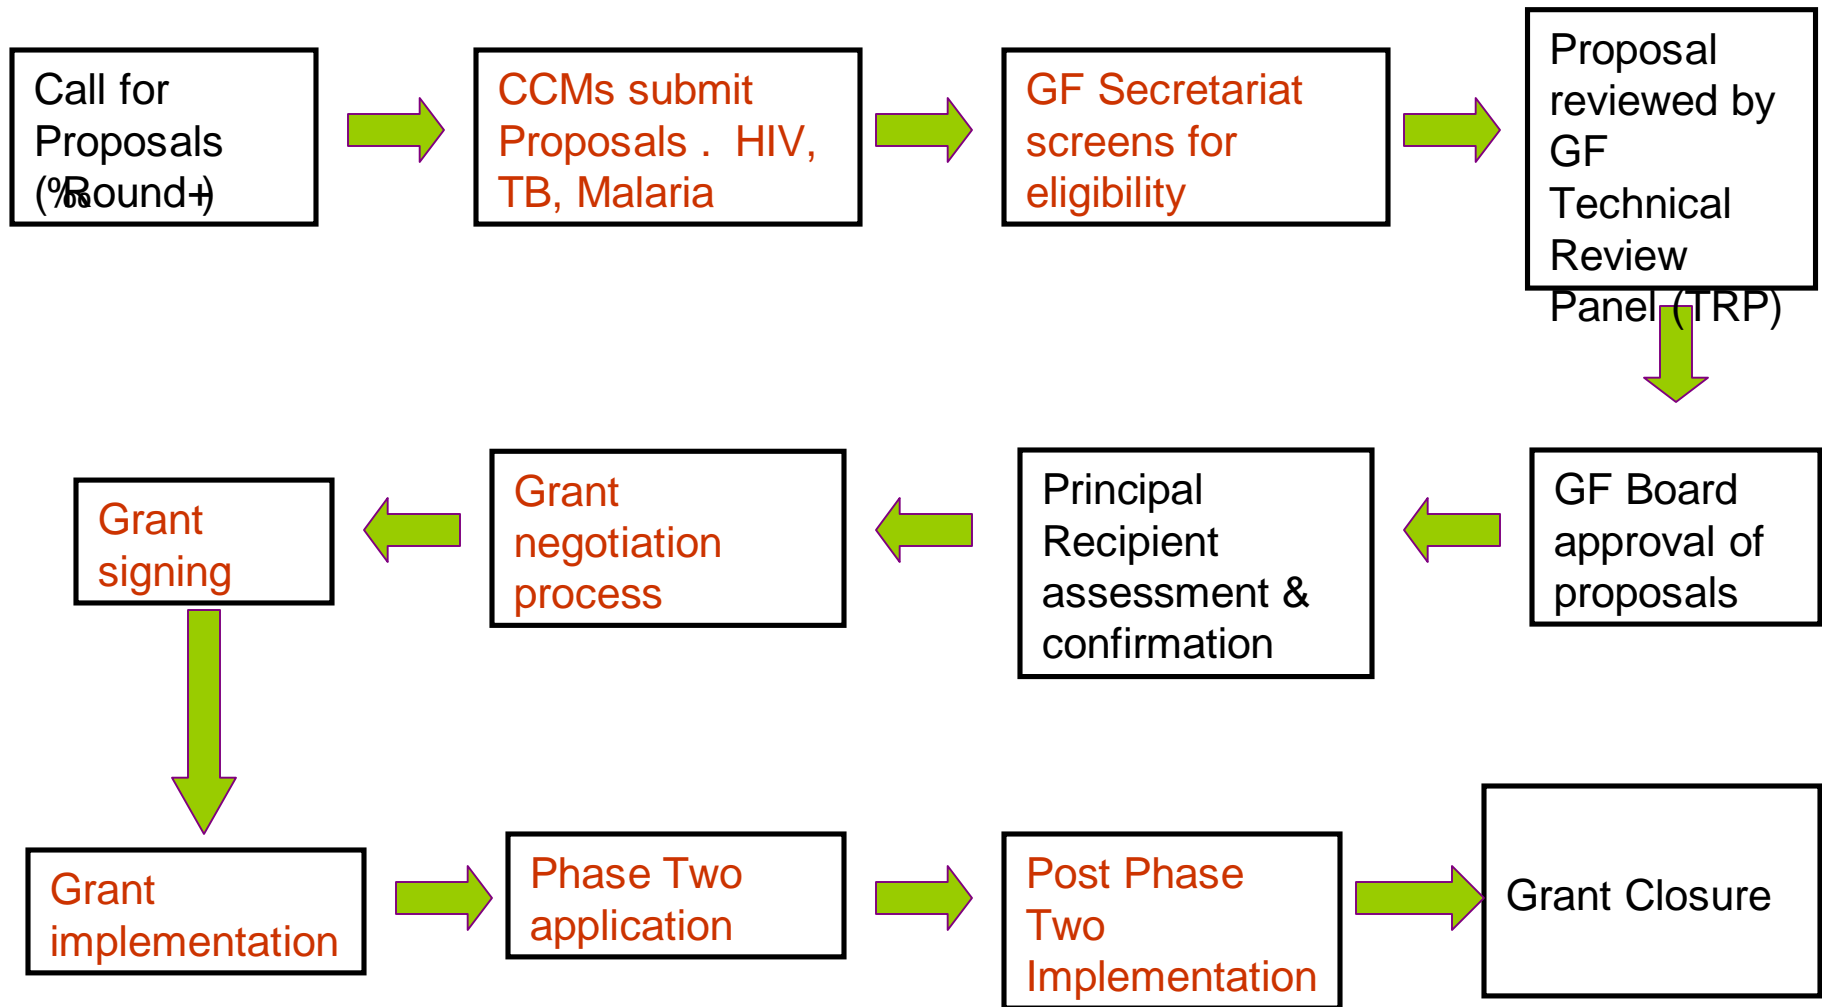 Call for
Proposals
(‰Round+)
CCMs submit
Proposals . HIV,
TB, Malaria
GF Secretariat
screens for
eligibility
Proposal
reviewed by
GF
Technical
Review
Panel (TRP)
GF Board
approval of
proposals
Principal
Recipient
assessment &
confirmation
Grant
negotiation
process
Grant
signing
Grant
implementation
Phase Two
application
Post Phase
Two
Implementation
Grant Closure